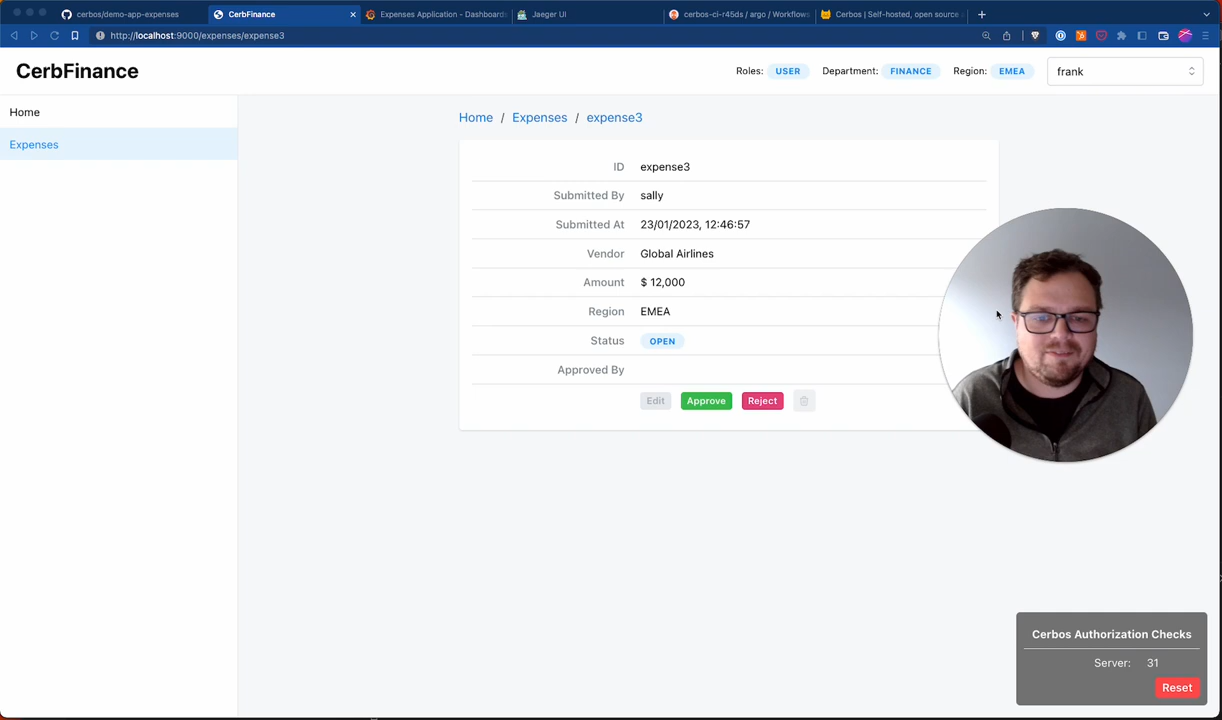 cerbos/demo-app-expenses
CerbFinance
Expenses Application - Dashboards
Jaeger UI
cerbos-ci-r45ds / argo / Workflows
Cerbos | Self-hosted, open source
http://localhost:9000/expenses/expense3
CerbFinance
Roles: USER Department: FINANCE Region: EMEA frank
Home
Expenses
Home / Expenses / expense3
ID expense3
Submitted By sally
Submitted At 23/01/2023, 12:46:57
Vendor Global Airlines
Amount $ 12,000
Region EMEA
Status OPEN
Approved By
Edit Approve Reject
Cerbos Authorization Checks
Server: 31
Reset